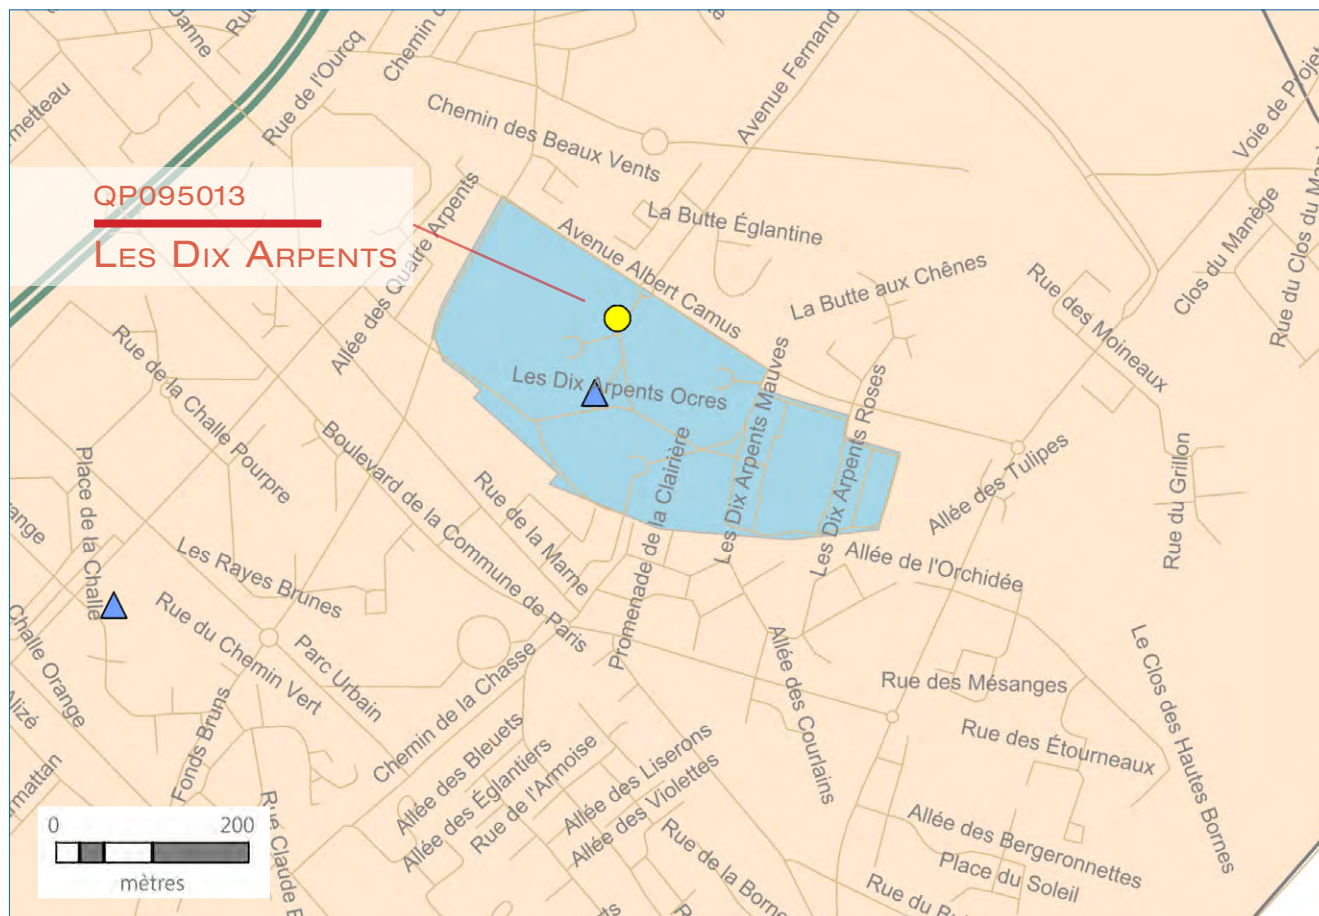 Danne
Rue de l'Ourcq
Avenue Fernand
Voie de Projet
Chemin des Beaux Vents
QP095013
Les Dix Arpents
Allée des Quatre Arpents
La Butte Églantine
Avenue Albert Camus
La Butte aux Chênes
Clos du Manège
Rue des Moineaux
Rue de la Challe Pourpre
Les Dix Arpents Ocres
Les Dix Arpents Mauves
Les Dix Arpents Roses
Boulevard de la Commune de Paris
Place de la Challe
Rue de la Marne
Promenade de la Clairière
Allée des Tulipes
Rue du Grillon
Les Rayes Brunes
Allée de l'Orchidée
Rue du Chemin Vert
Parc Urbain
Challe Orange
Chemin de la Chasse
Allée des Courlains
Rue des Mésanges
Le Clos des Hautes Bornes
Rue des Étourneaux
Alizé
Fonds Bruns
Allée des Bleuets
Allée des Églantiers
Rue de l'Armoise
Allée des Liserons
Allée des Violettes
Rue Claude
Rue de la Borne
Allée des Bergeronnettes
Place du Soleil
Rue du
0 200
mètres